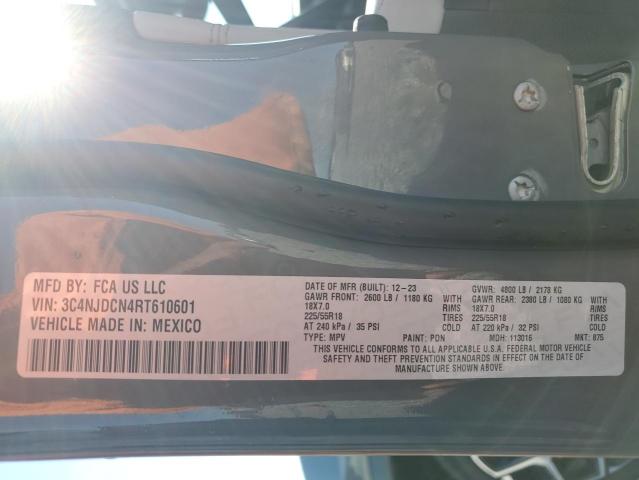 MFD BY: FCA US LLC
VIN: 3C4NJDCN4RT610601
VEHICLE MADE IN: MEXICO
DATE OF MFR (BUILT): 12-23 GVWR: 4800 LB / 2178 KG
GAWR FRONT: 2600 LB / 1180 KG WITH GAWR REAR: 2380 LB / 1080 KG WITH
18X7.0 RIMS 18X7.0 RIMS
225/55R18 TIRES 225/55R18 TIRES
AT 240 kPa / 35 PSI COLD AT 220 kPa / 32 PSI COLD
TYPE: MPV PAINT: PDN MDH: 113016 MKT: 875
THIS VEHICLE CONFORMS TO ALL APPLICABLE U.S.A. FEDERAL MOTOR VEHICLE
SAFETY AND THEFT PREVENTION STANDARDS IN EFFECT ON THE DATE OF
MANUFACTURE SHOWN ABOVE.